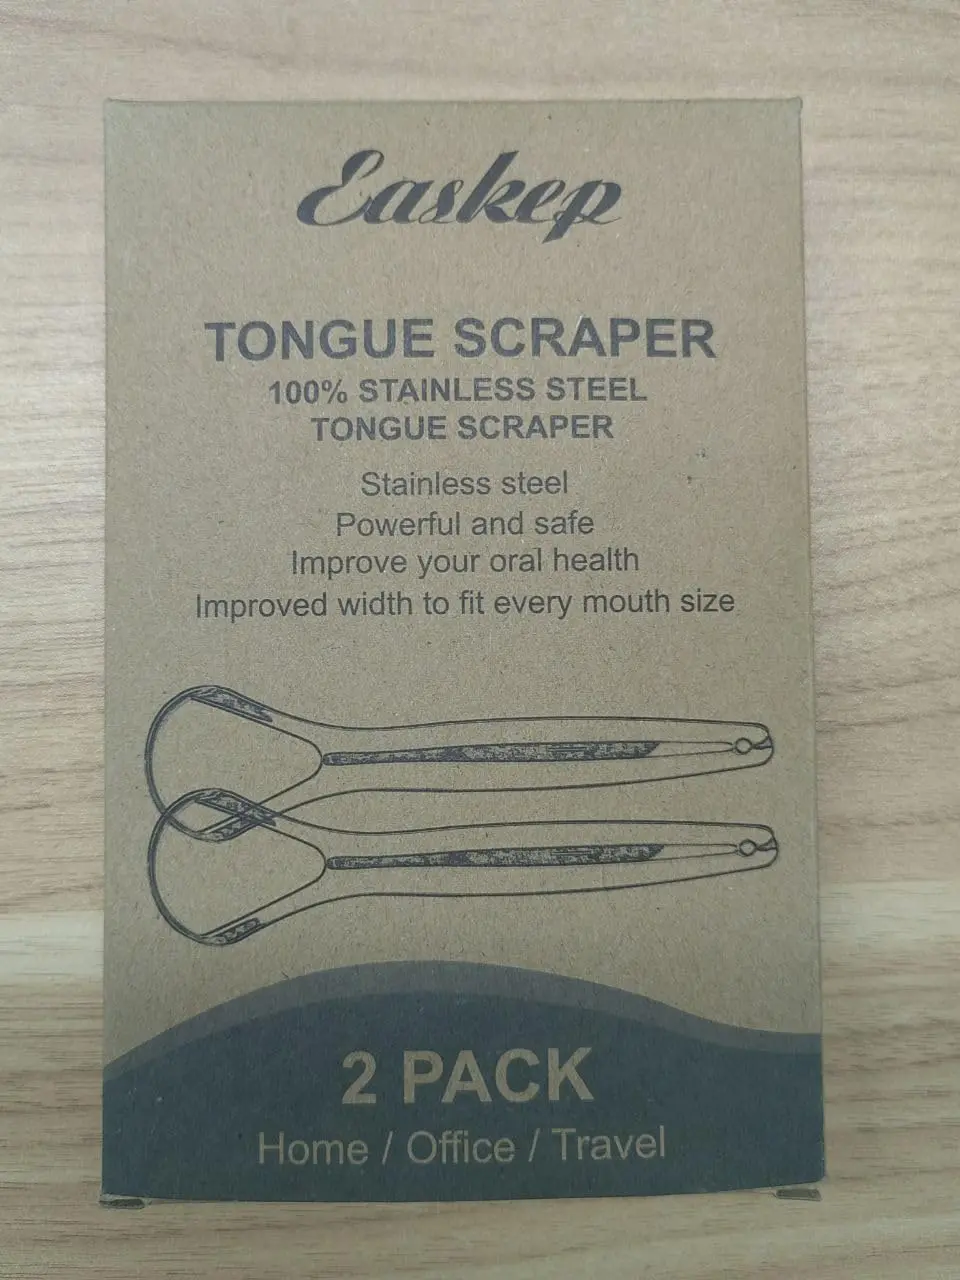 Easkep
TONGUE SCRAPER
100% STAINLESS STEEL
TONGUE SCRAPER
Stainless steel
Powerful and safe
Improve your oral health
Improved width to fit every mouth size
2 PACK
Home / Office / Travel